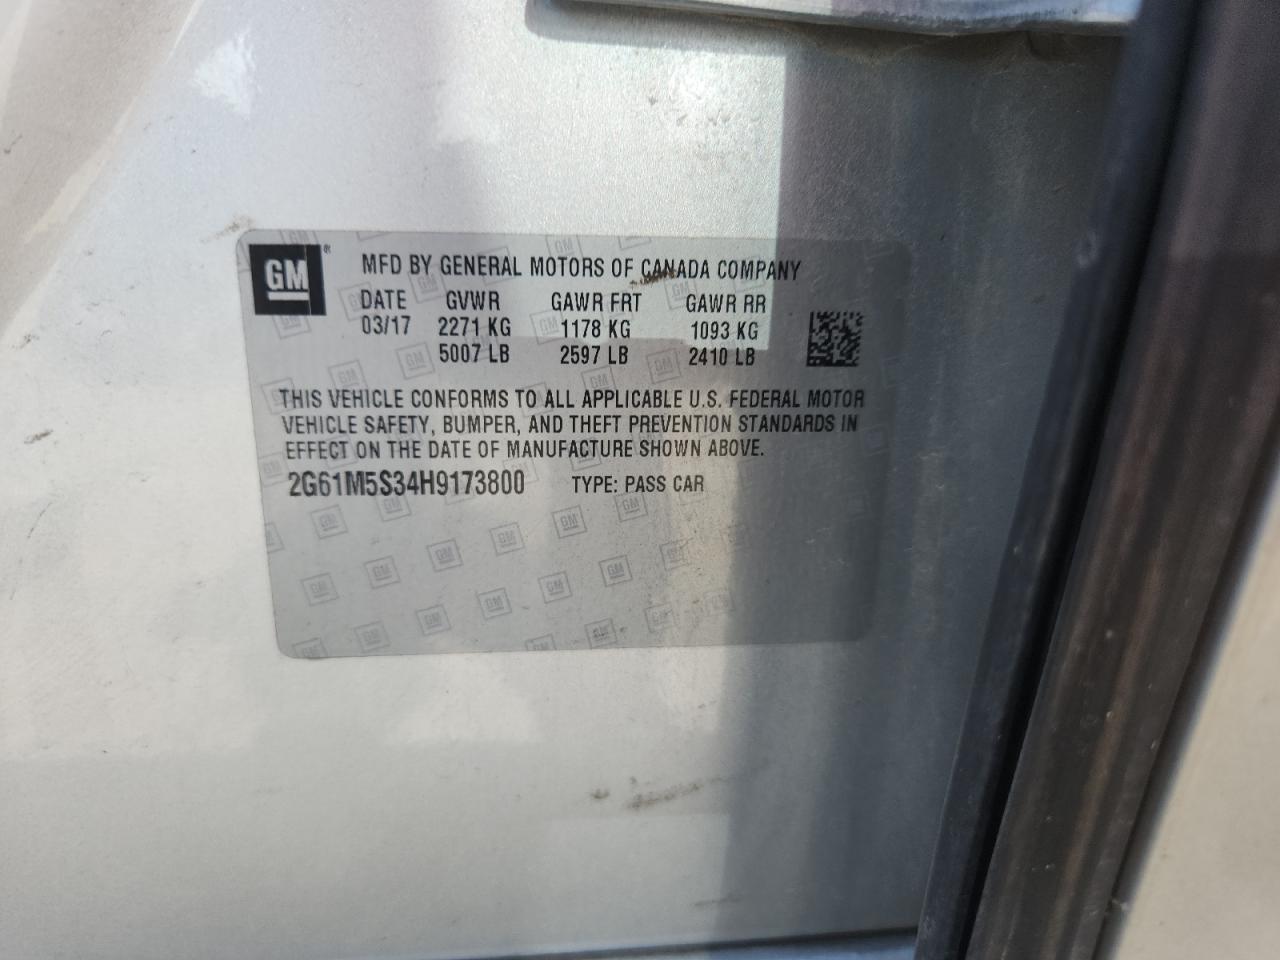 GM ®
MFD BY GENERAL MOTORS OF CANADA COMPANY
DATE GVWR GAWR FRT GAWR RR
03/17 2271 KG 1178 KG 1093 KG
5007 LB 2597 LB 2410 LB
THIS VEHICLE CONFORMS TO ALL APPLICABLE U.S. FEDERAL MOTOR
VEHICLE SAFETY, BUMPER, AND THEFT PREVENTION STANDARDS IN
EFFECT ON THE DATE OF MANUFACTURE SHOWN ABOVE.
2G61M5S34H9173800 TYPE: PASS CAR